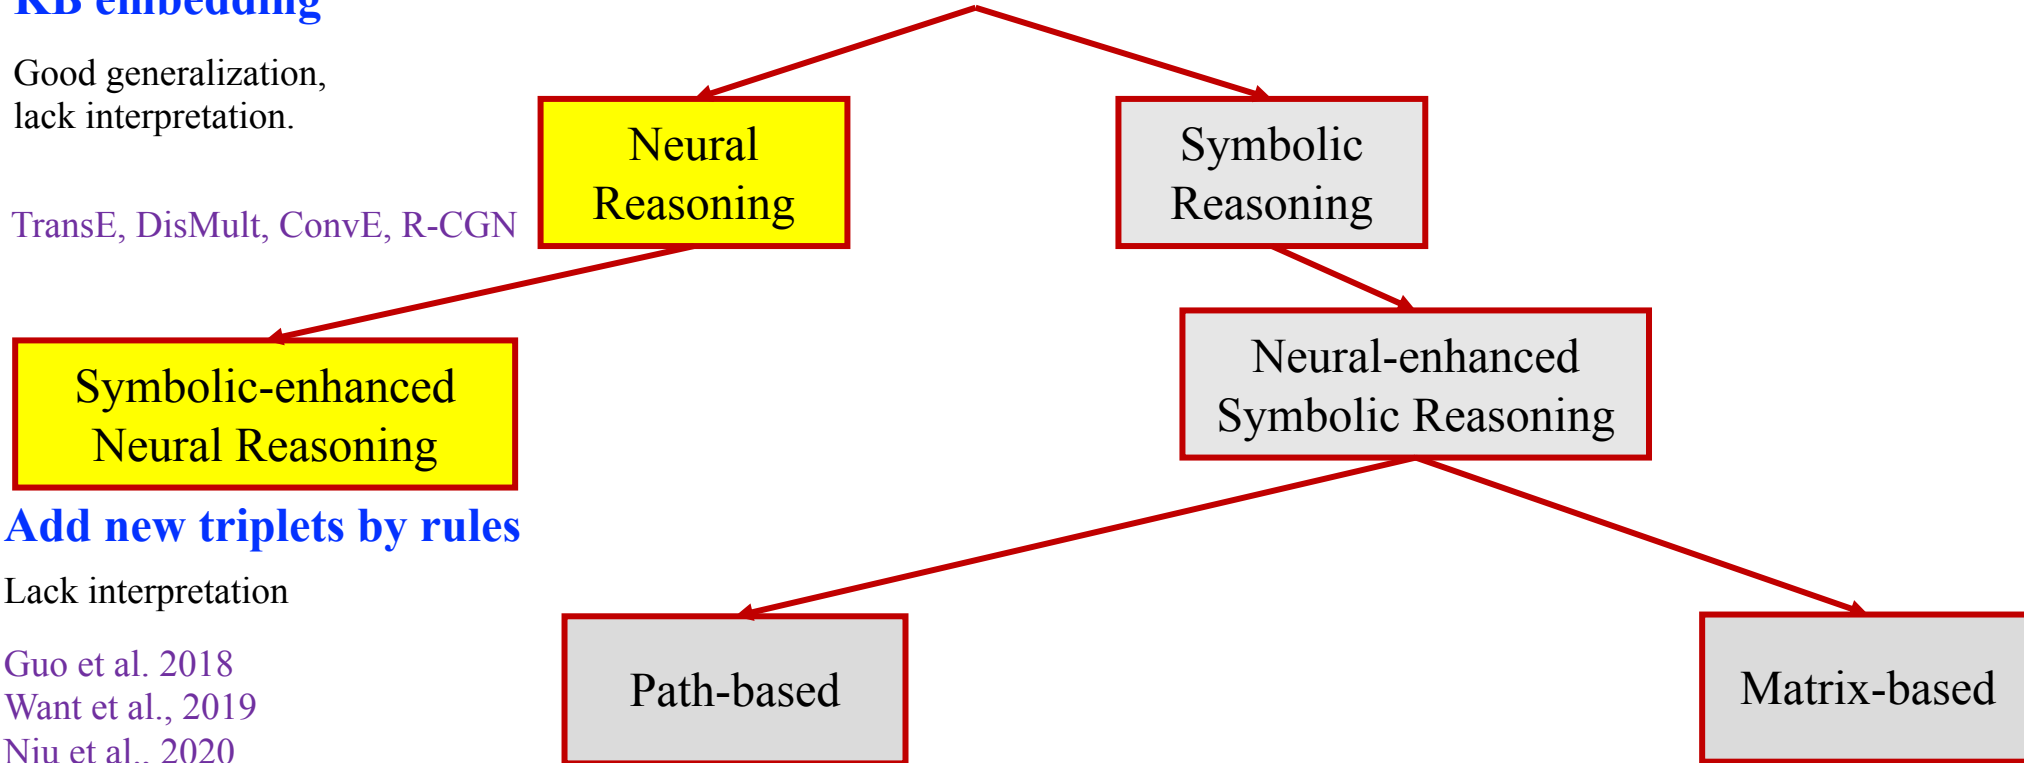 KB embedding
Good generalization,
lack interpretation.
TransE, DisMult, ConvE, R-CGN
Neural
Reasoning
Symbolic
Reasoning
Symbolic-enhanced
Neural Reasoning
Neural-enhanced
Symbolic Reasoning
Add new triplets by rules
Lack interpretation
Guo et al. 2018
Want et al., 2019
Niu et al., 2020
Path-based
Matrix-based